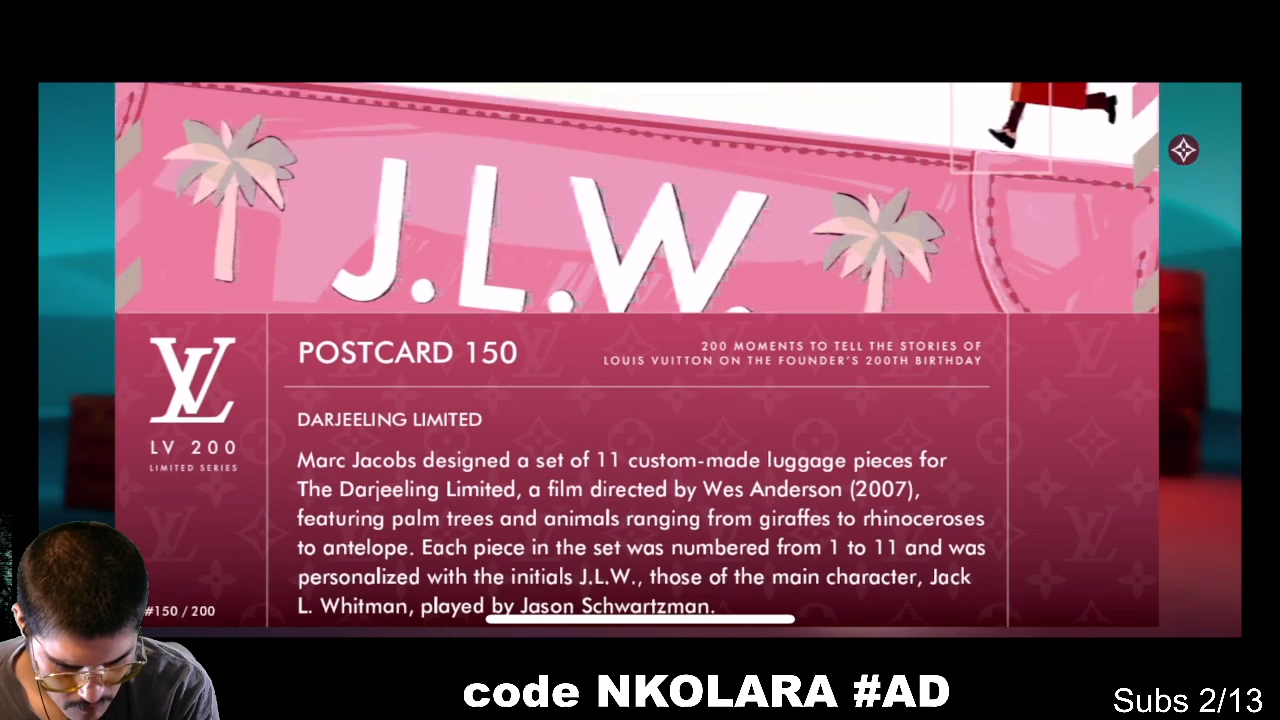 J.L.W.
LV
LV 200
LIMITED SERIES
#150 / 200
POSTCARD 150
200 MOMENTS TO TELL THE STORIES OF
LOUIS VUITTON ON THE FOUNDER'S 200TH BIRTHDAY
DARJEELING LIMITED
Marc Jacobs designed a set of 11 custom-made luggage pieces for
The Darjeeling Limited, a film directed by Wes Anderson (2007),
featuring palm trees and animals ranging from giraffes to rhinoceroses
to antelope. Each piece in the set was numbered from 1 to 11 and was
personalized with the initials J.L.W., those of the main character, Jack
L. Whitman, played by Jason Schwartzman.
code NKOLARA #AD
Subs 2/13